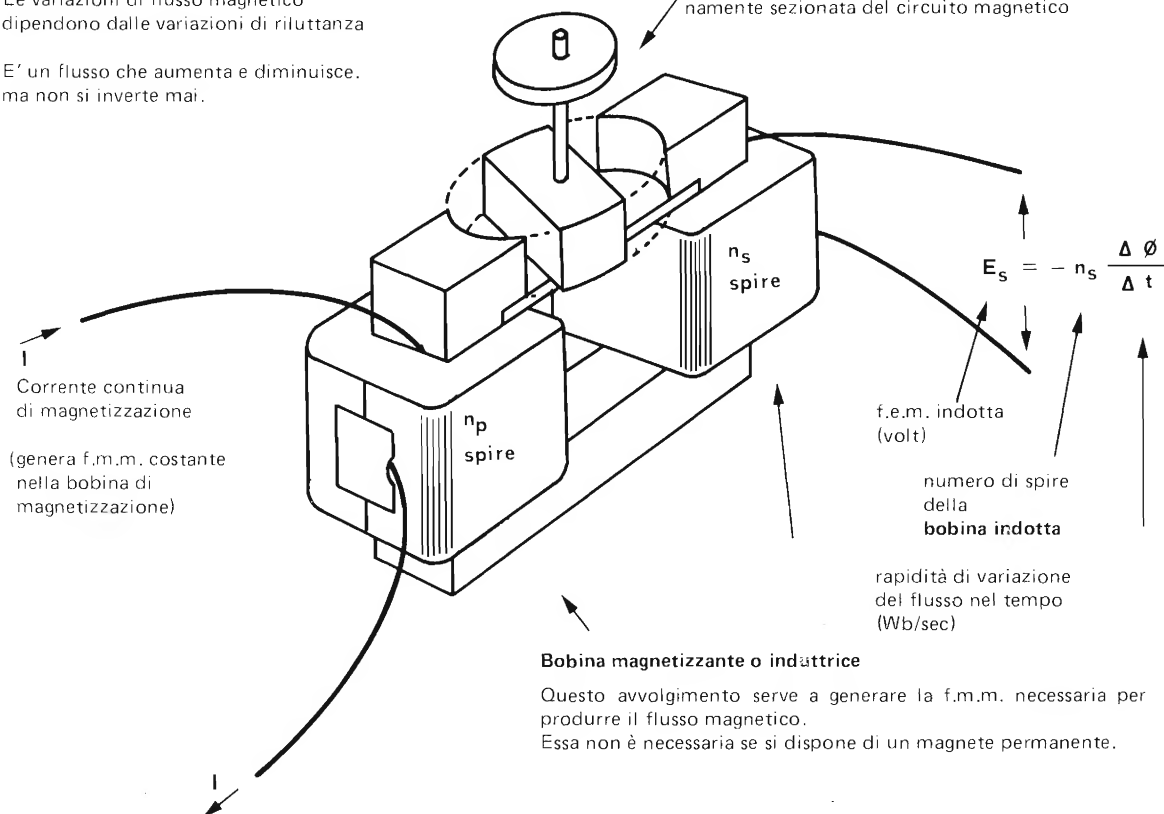 Le variazioni di flusso magnetico
dipendono dalle variazioni di riluttanza
E' un flusso che aumenta e diminuisce.
ma non si inverte mai.
namente sezionata del circuito magnetico
I
Corrente continua
di magnetizzazione
(genera f.m.m. costante
nella bobina di
magnetizzazione)
np
spire
ns
spire
Es = − ns Δ Ø / Δ t
f.e.m. indotta
(volt)
numero di spire
della
bobina indotta
rapidità di variazione
del flusso nel tempo
(Wb/sec)
Bobina magnetizzante o induttrice
Questo avvolgimento serve a generare la f.m.m. necessaria per
produrre il flusso magnetico.
Essa non è necessaria se si dispone di un magnete permanente.
I